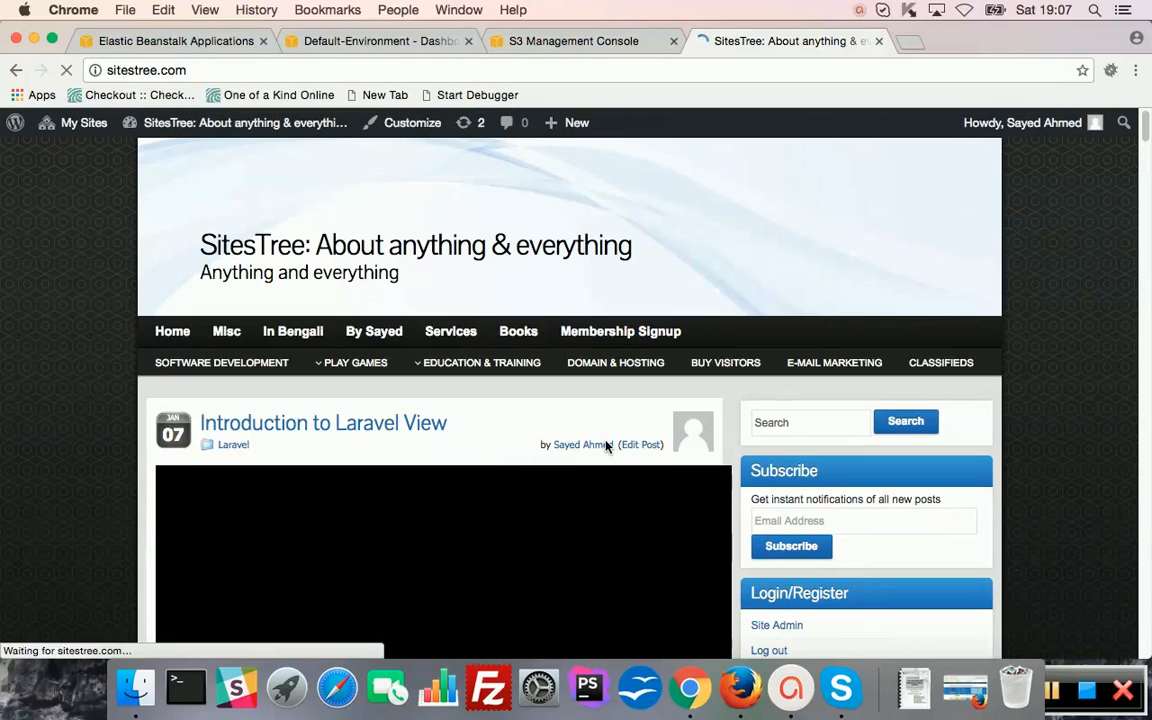 Chrome File Edit View History Bookmarks People Window Help Sat 19:07
Elastic Beanstalk Applications Default-Environment - Dashbo S3 Management Console SitesTree: About anything & ev
sitestree.com
Apps Checkout :: Check... One of a Kind Online New Tab Start Debugger
My Sites SitesTree: About anything & everythi... Customize 2 0 New Howdy, Sayed Ahmed
SitesTree: About anything & everything
Anything and everything
Home Misc In Bengali By Sayed Services Books Membership Signup
SOFTWARE DEVELOPMENT PLAY GAMES EDUCATION & TRAINING DOMAIN & HOSTING BUY VISITORS E-MAIL MARKETING CLASSIFIEDS
JAN
07
Introduction to Laravel View
Laravel
by Sayed Ahmed (Edit Post)
Search Search
Subscribe
Get instant notifications of all new posts
Email Address
Subscribe
Login/Register
Site Admin
Log out
Waiting for sitestree.com...
PS
Fz